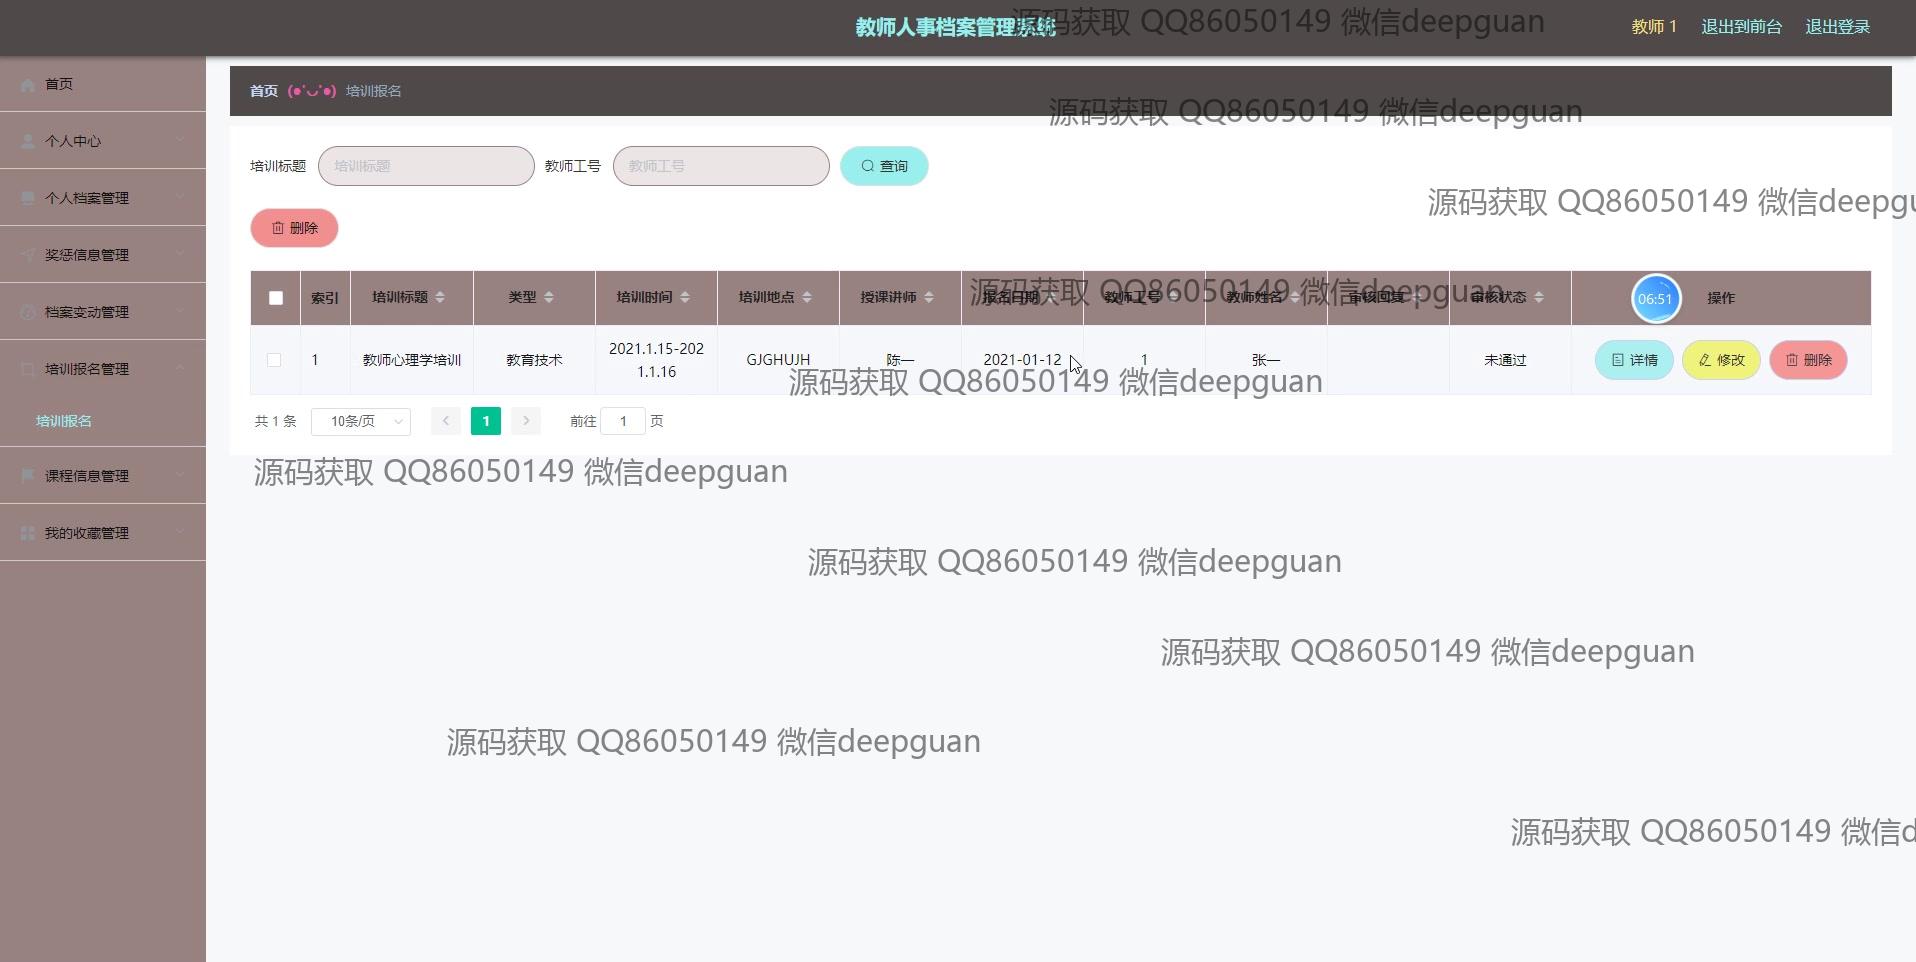 教师人事档案管理系统
源码获取 QQ86050149 微信deepguan
教师 1
退出到前台
退出登录
首页
个人中心
个人档案管理
奖惩信息管理
档案变动管理
培训报名管理
培训报名
课程信息管理
我的收藏管理
首页 (●'◡'●) 培训报名
源码获取 QQ86050149 微信deepguan
培训标题 培训标题 教师工号 教师工号 查询
源码获取 QQ86050149 微信deepgu
删除
索引 培训标题 类型 培训时间 培训地点 授课讲师 报名日期 教师工号 教师姓名 审核回复 审核状态 06:51 操作
源码获取 QQ86050149 微信deepguan
1 教师心理学培训 教育技术 2021.1.15-202 GJGHUJH 陈一 2021-01-12 1 张一 未通过 详情 修改 删除
1.1.16
源码获取 QQ86050149 微信deepguan
共 1 条 10条/页 1 前往 1 页
源码获取 QQ86050149 微信deepguan
源码获取 QQ86050149 微信deepguan
源码获取 QQ86050149 微信deepguan
源码获取 QQ86050149 微信deepguan
源码获取 QQ86050149 微信d